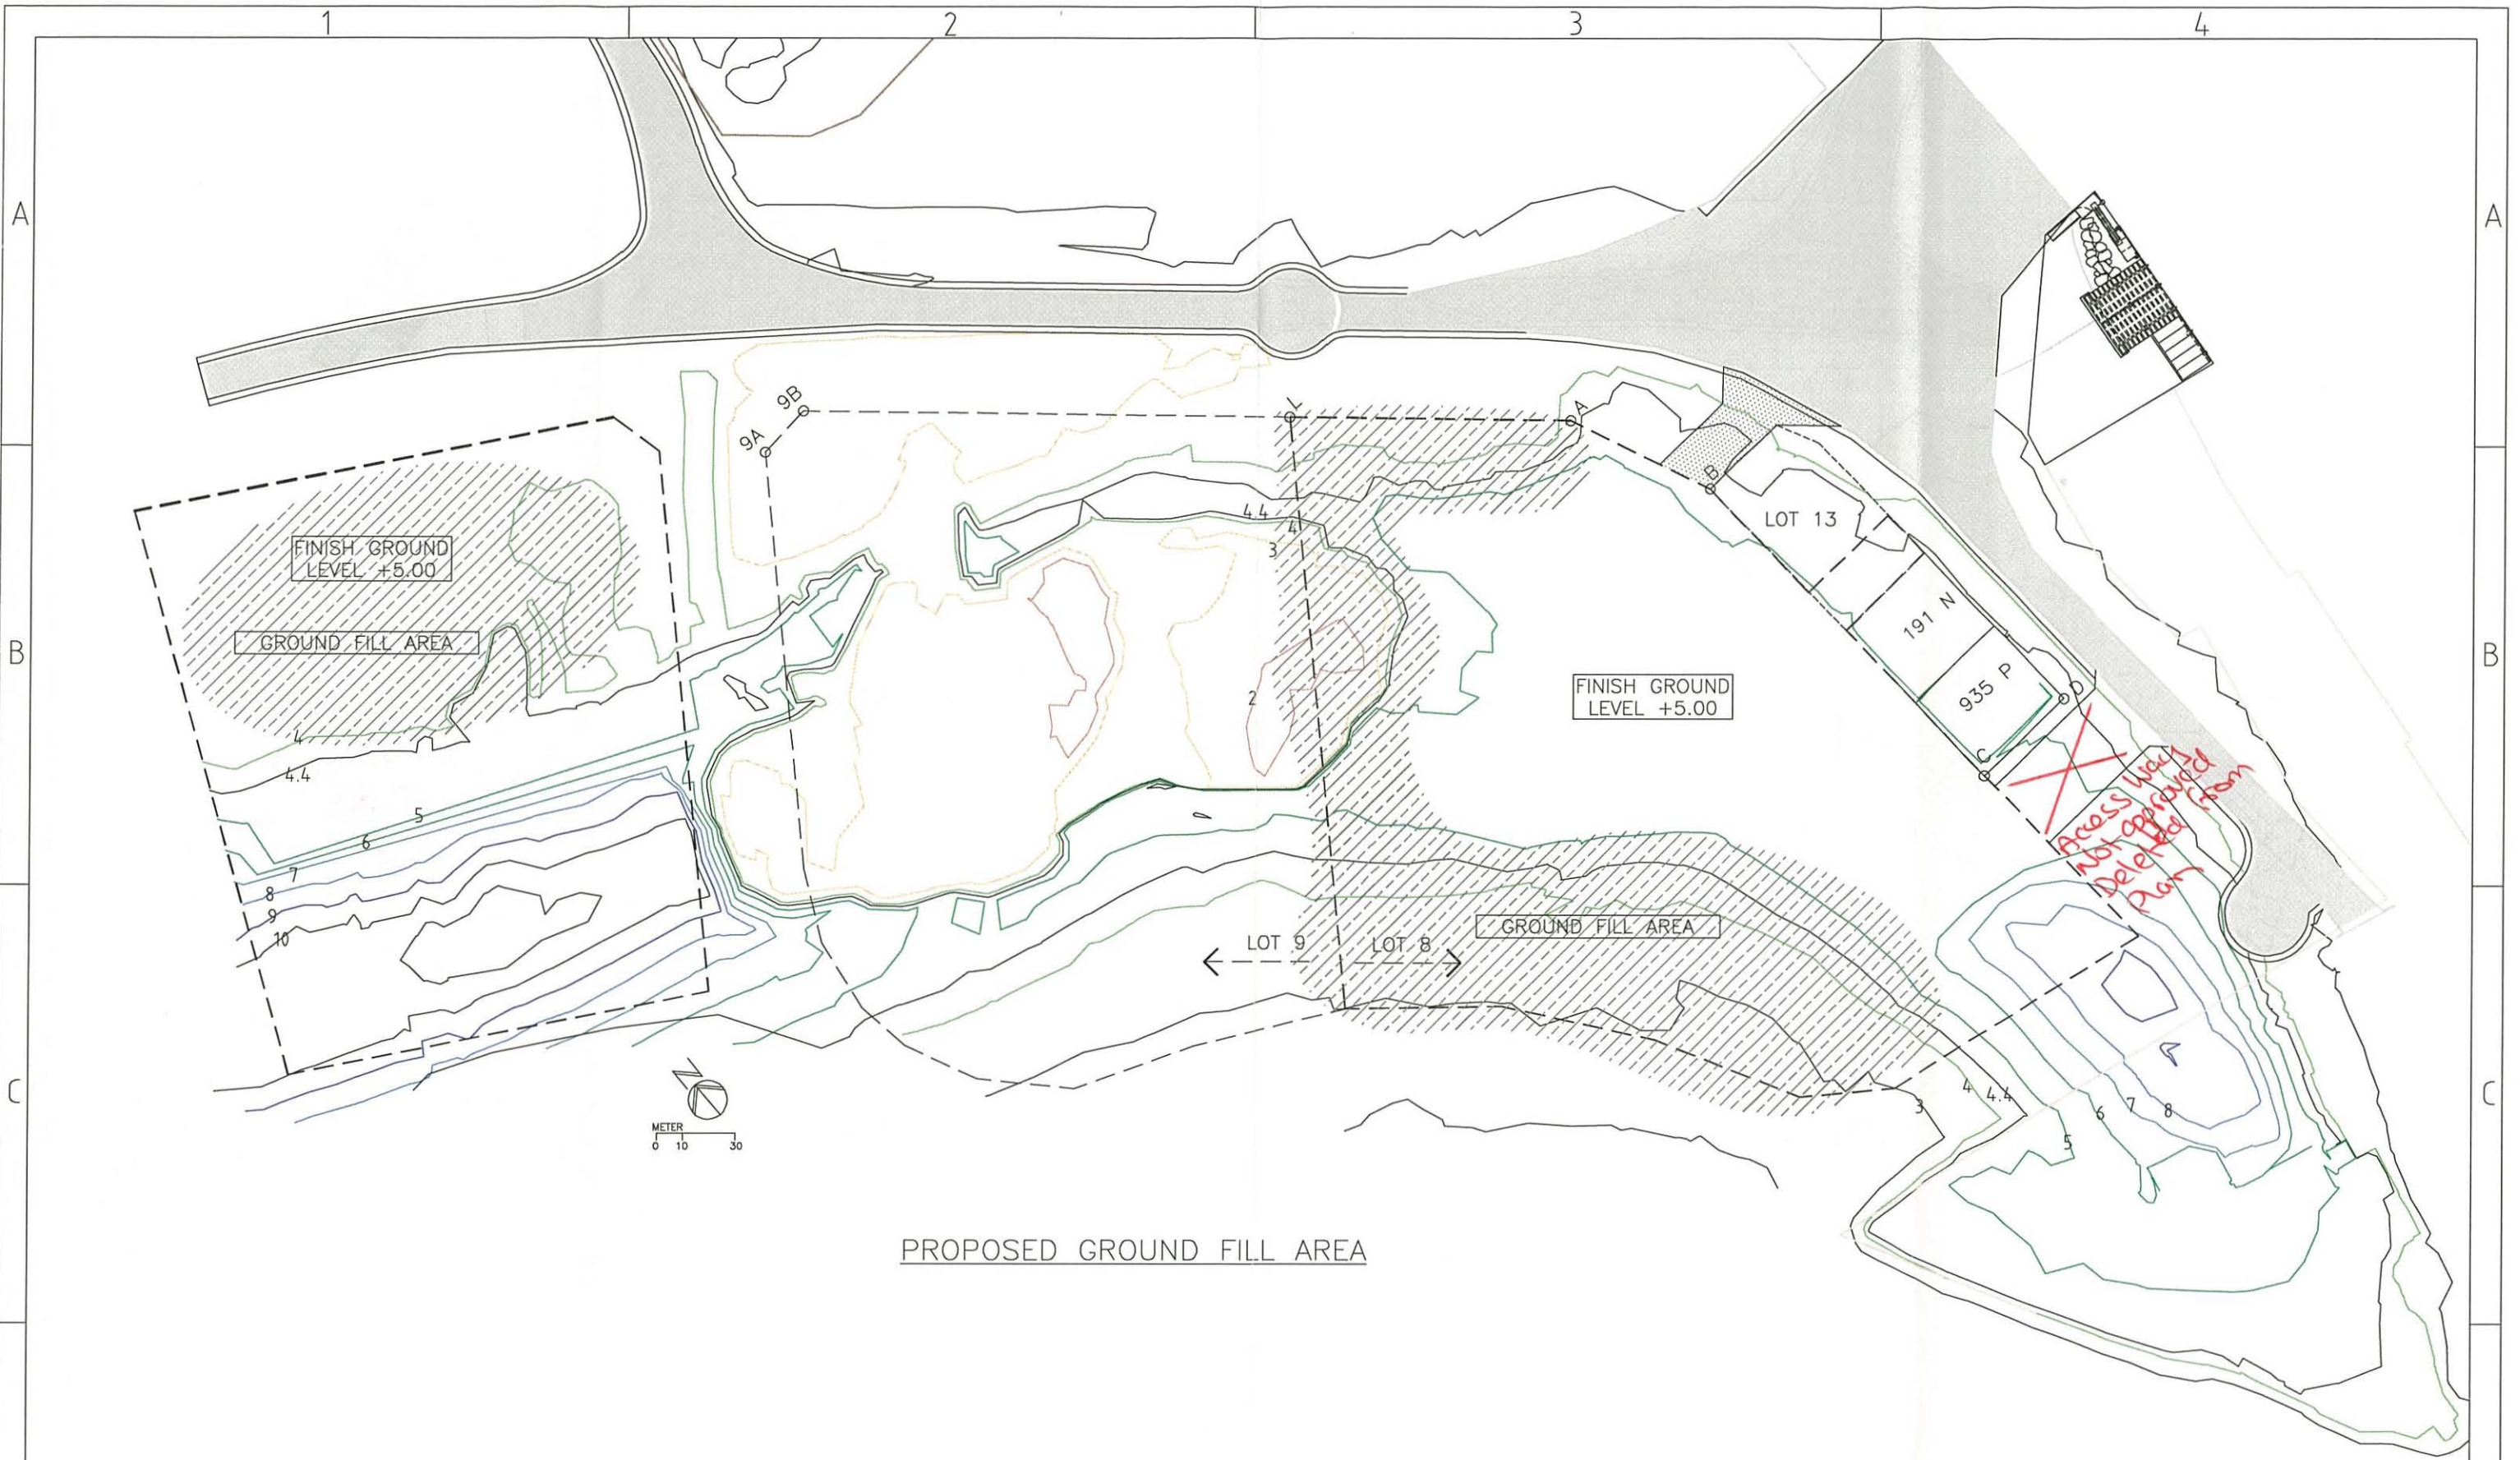 1 2 3 4
A A
9B
9A
L
A
B
LOT 13
FINISH GROUND
LEVEL +5.00
4.4
4
3
GROUND FILL AREA
191 N
B B
2
FINISH GROUND
LEVEL +5.00
935 P
D
C
4
4.4
5
6
7
8
9
10
Access way
Not approved
Deleted from
plan
GROUND FILL AREA
LOT 9 LOT 8
N
METER
0 10 30
C C
4 4.4
3
6 7 8
5
PROPOSED GROUND FILL AREA